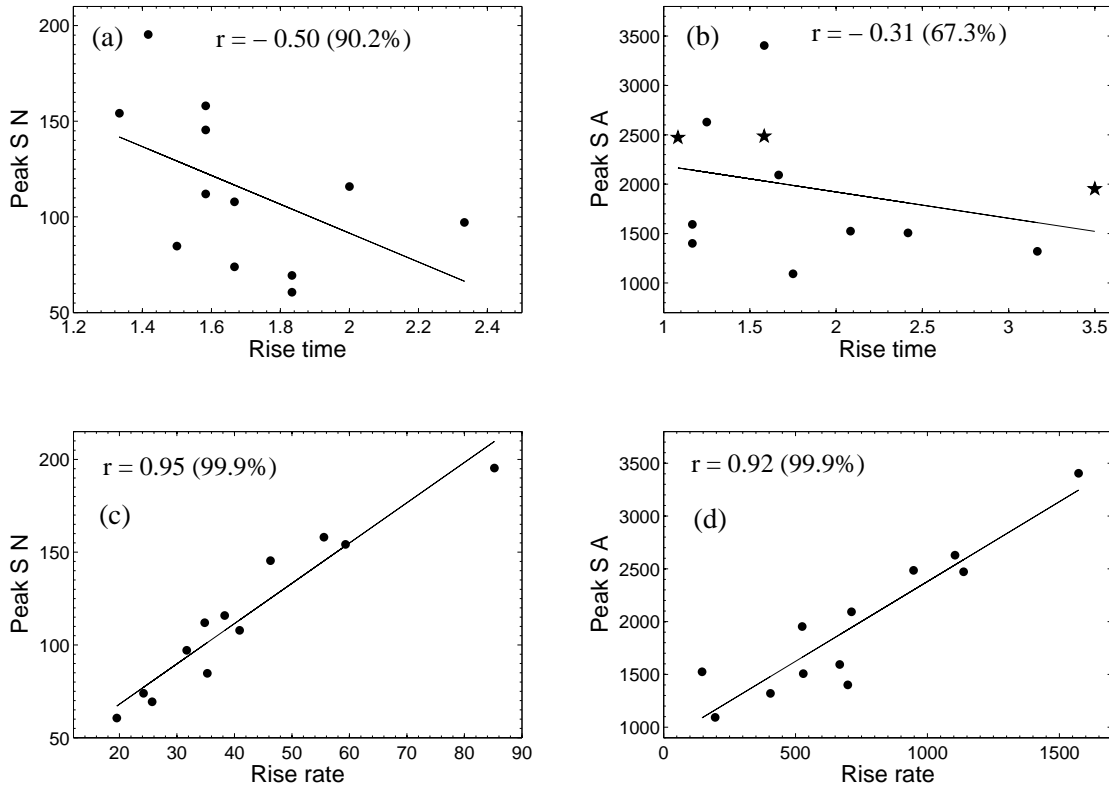 (a) r = − 0.50 (90.2%)
Peak S N
200
150
100
50
1.2 1.4 1.6 1.8 2 2.2 2.4
Rise time
(b) r = − 0.31 (67.3%)
Peak S A
3500
3000
2500
2000
1500
1000
1 1.5 2 2.5 3 3.5
Rise time
r = 0.95 (99.9%)
(c)
Peak S N
200
150
100
50
20 30 40 50 60 70 80 90
Rise rate
r = 0.92 (99.9%)
(d)
Peak S A
3500
3000
2500
2000
1500
1000
0 500 1000 1500
Rise rate